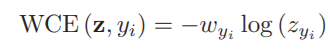 WCE (𝐳, y_i) = −w_{y_i} log (z_{y_i})